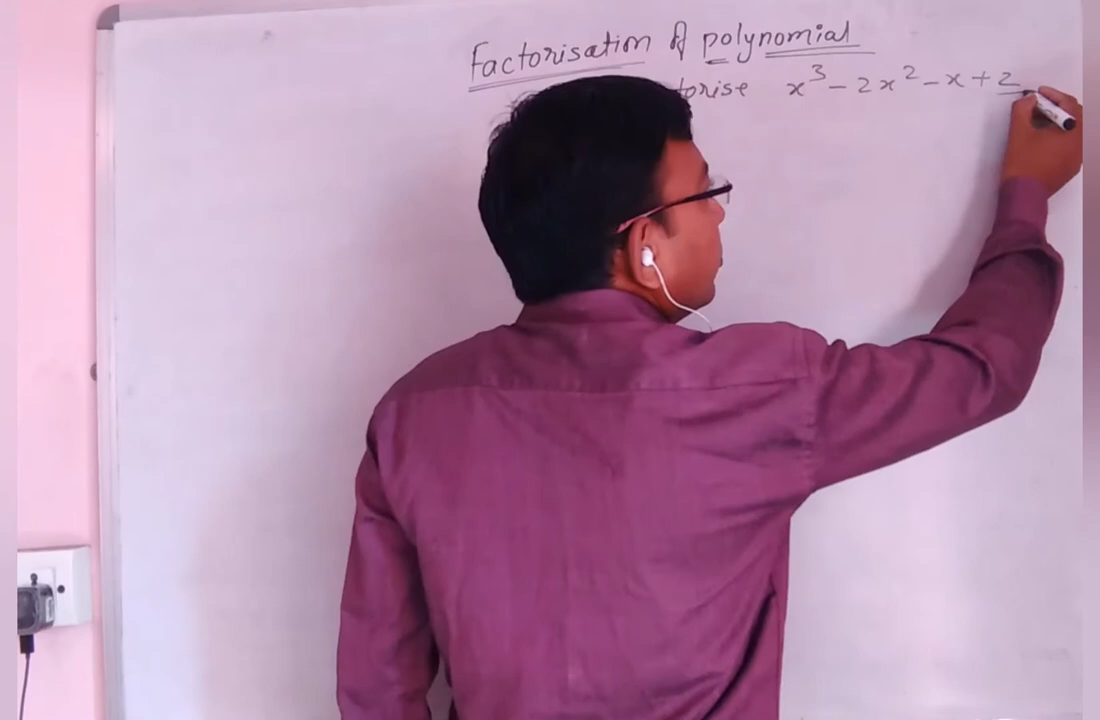 Factorisation of polynomial
torise x³ - 2x² - x + 2